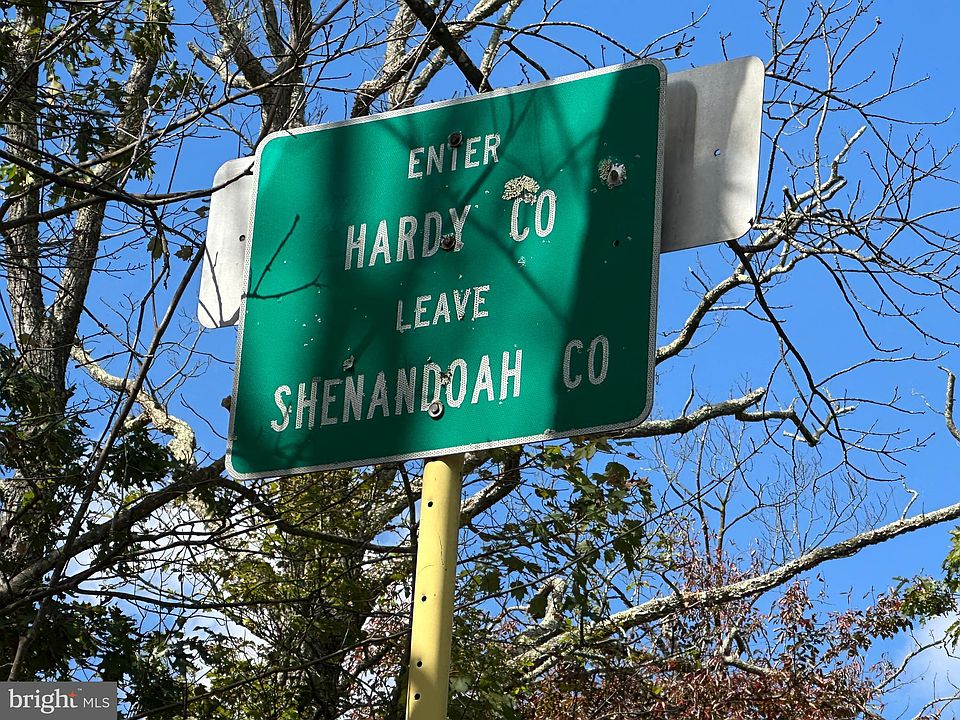 ENTER
HARDY CO
LEAVE
SHENANDOAH CO
bright MLS